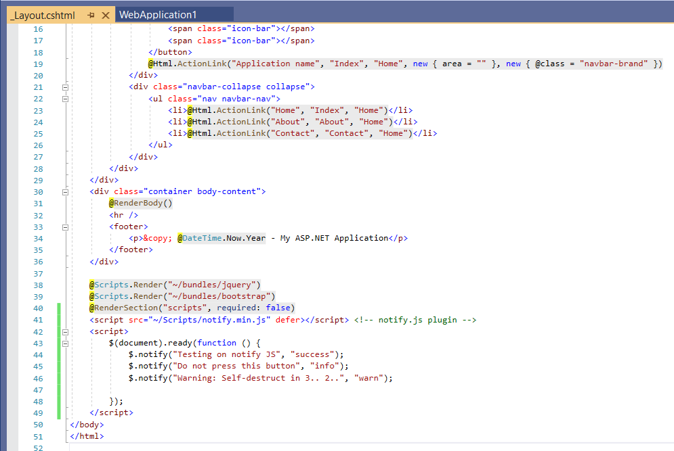 _Layout.cshtml WebApplication1
16 <span class="icon-bar"></span>
17 <span class="icon-bar"></span>
18 </button>
19 @Html.ActionLink("Application name", "Index", "Home", new { area = "" }, new { @class = "navbar-brand" })
20 </div>
21 <div class="navbar-collapse collapse">
22 <ul class="nav navbar-nav">
23 <li>@Html.ActionLink("Home", "Index", "Home")</li>
24 <li>@Html.ActionLink("About", "About", "Home")</li>
25 <li>@Html.ActionLink("Contact", "Contact", "Home")</li>
26 </ul>
27 </div>
28 </div>
29 </div>
30 <div class="container body-content">
31 @RenderBody()
32 <hr />
33 <footer>
34 <p>&copy; @DateTime.Now.Year - My ASP.NET Application</p>
35 </footer>
36 </div>
37
38 @Scripts.Render("~/bundles/jquery")
39 @Scripts.Render("~/bundles/bootstrap")
40 @RenderSection("scripts", required: false)
41 <script src="~/Scripts/notify.min.js" defer></script> <!-- notify.js plugin -->
42 <script>
43 $(document).ready(function () {
44 $.notify("Testing on notify JS", "success");
45 $.notify("Do not press this button", "info");
46 $.notify("Warning: Self-destruct in 3.. 2..", "warn");
47
48 });
49 </script>
50 </body>
51 </html>
52